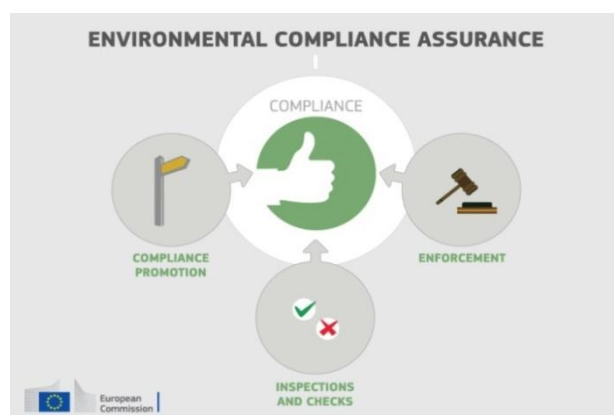 ENVIRONMENTAL COMPLIANCE ASSURANCE
COMPLIANCE
COMPLIANCE
PROMOTION
ENFORCEMENT
INSPECTIONS
AND CHECKS
European
Commission